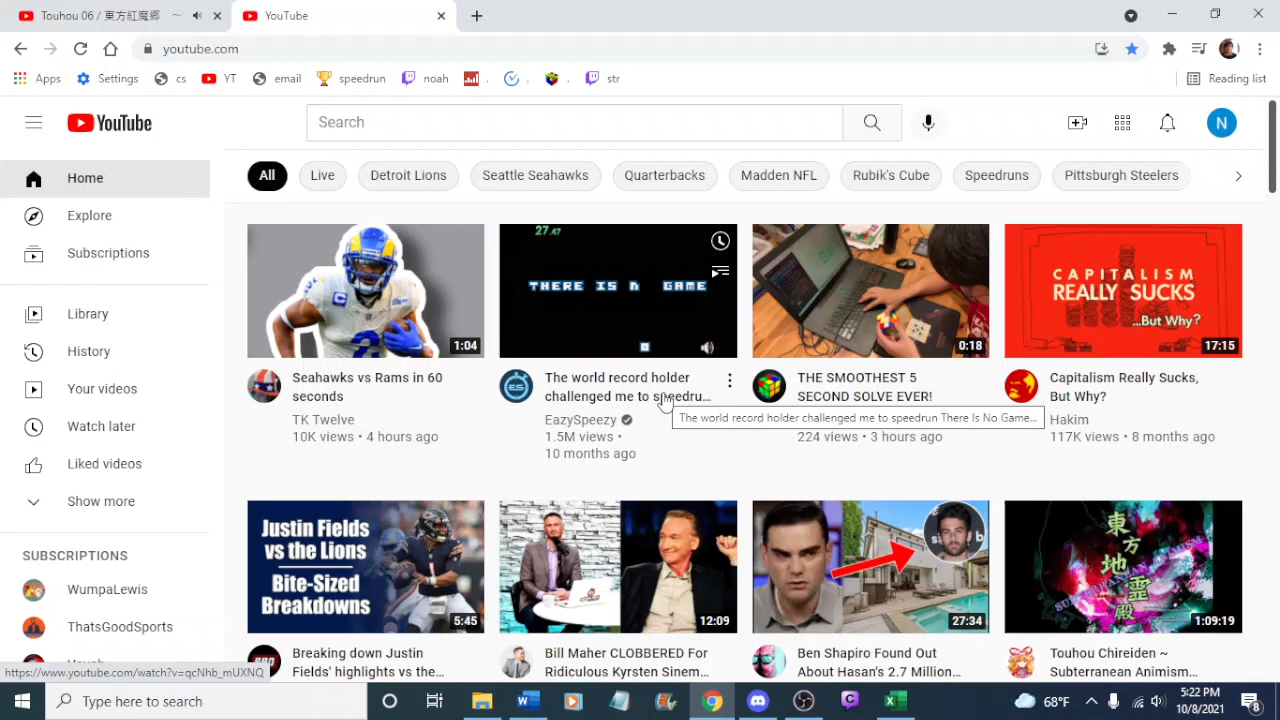 Touhou 06 / 東方紅魔郷 ～
YouTube
youtube.com
Apps
Settings
cs
YT
email
speedrun
noah
.
.
.
str
Reading list
YouTube
Search
N
All
Live
Detroit Lions
Seattle Seahawks
Quarterbacks
Madden NFL
Rubik's Cube
Speedruns
Pittsburgh Steelers
Home
Explore
Subscriptions
Library
History
Your videos
Watch later
Liked videos
Show more
SUBSCRIPTIONS
WumpaLewis
ThatsGoodSports
1:04
Seahawks vs Rams in 60
seconds
TK Twelve
10K views • 4 hours ago
27.47
THERE IS n GAME
ES
The world record holder
challenged me to speedru...
EazySpeezy
1.5M views •
10 months ago
The world record holder challenged me to speedrun There Is No Game...
0:18
THE SMOOTHEST 5
SECOND SOLVE EVER!
224 views • 3 hours ago
CAPITALISM
REALLY SUCKS
...But Why?
17:15
Capitalism Really Sucks,
But Why?
Hakim
117K views • 8 months ago
Justin Fields
vs the Lions
Bite-Sized
Breakdowns
5:45
Breaking down Justin
Fields' highlights vs the...
12:09
Bill Maher CLOBBERED For
Ridiculous Kyrsten Sinem...
27:34
Ben Shapiro Found Out
About Hasan's 2.7 Million...
東方地霊殿
1:09:19
Touhou Chireiden ~
Subterranean Animism...
https://www.youtube.com/watch?v=qcNhb_mUXNQ
Type here to search
68°F
5:22 PM
10/8/2021
8